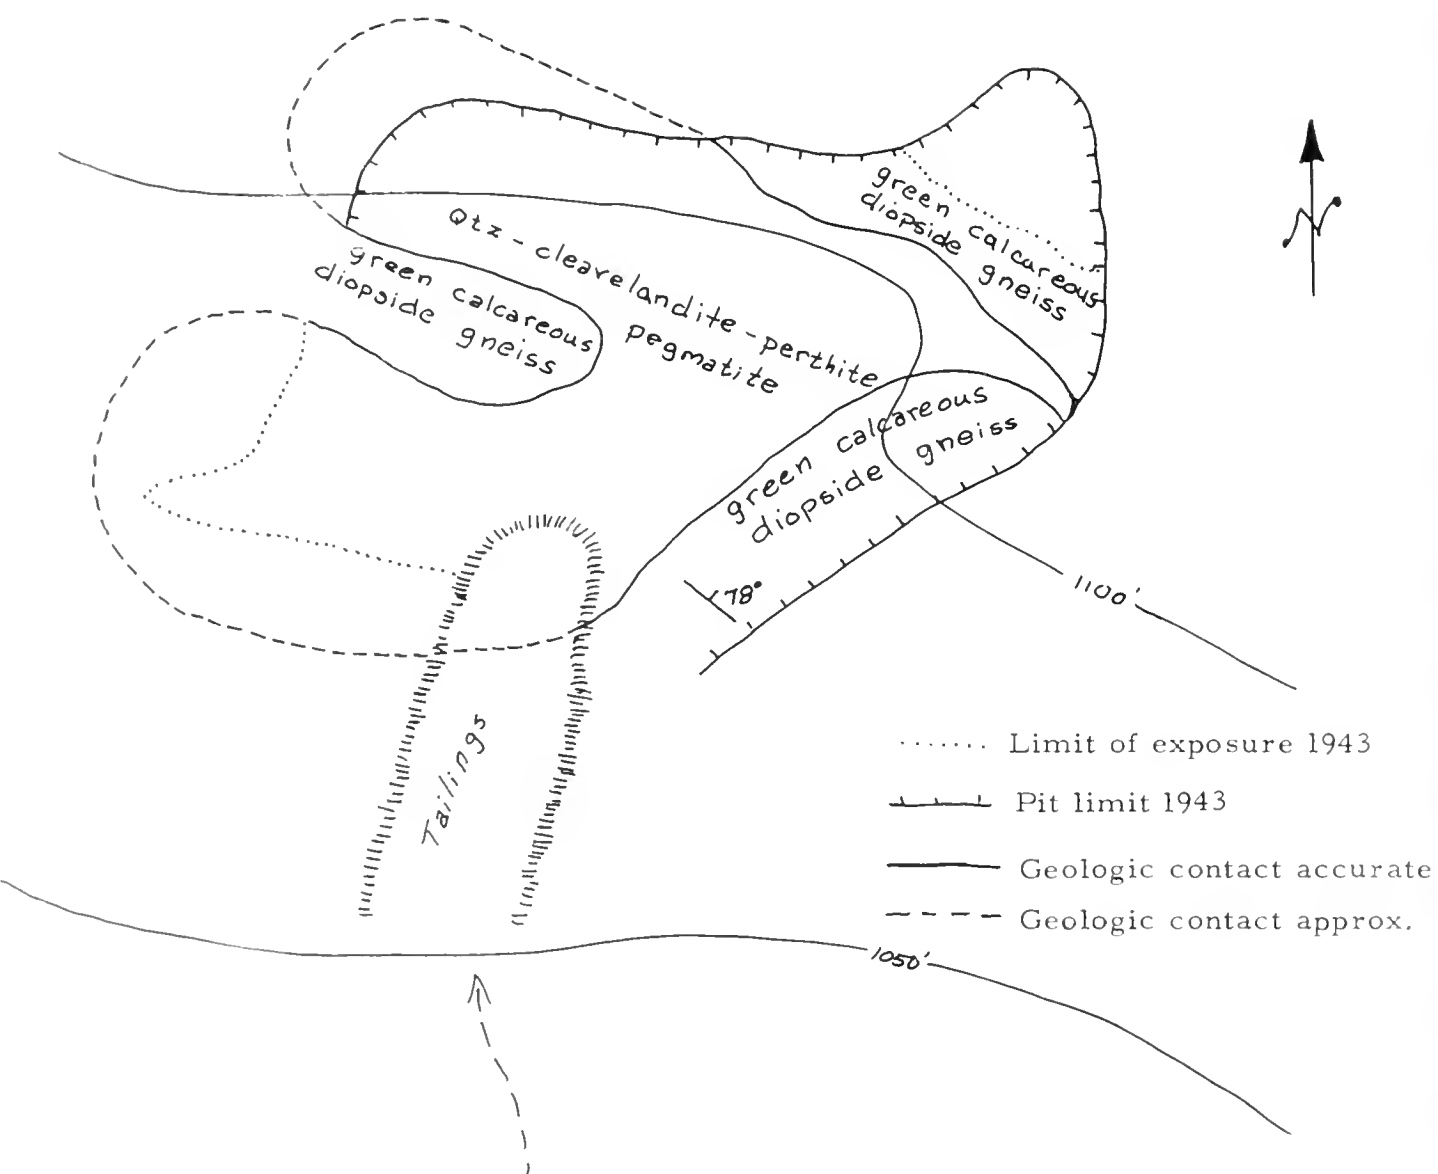 green calcareous
diopside gneiss
N
Qtz-cleavelandite-perthite
pegmatite
green calcareous
diopside gneiss
green calcareous
diopside gneiss
78°
1100'
Tailings
Limit of exposure 1943
Pit limit 1943
Geologic contact accurate
Geologic contact approx.
1050'